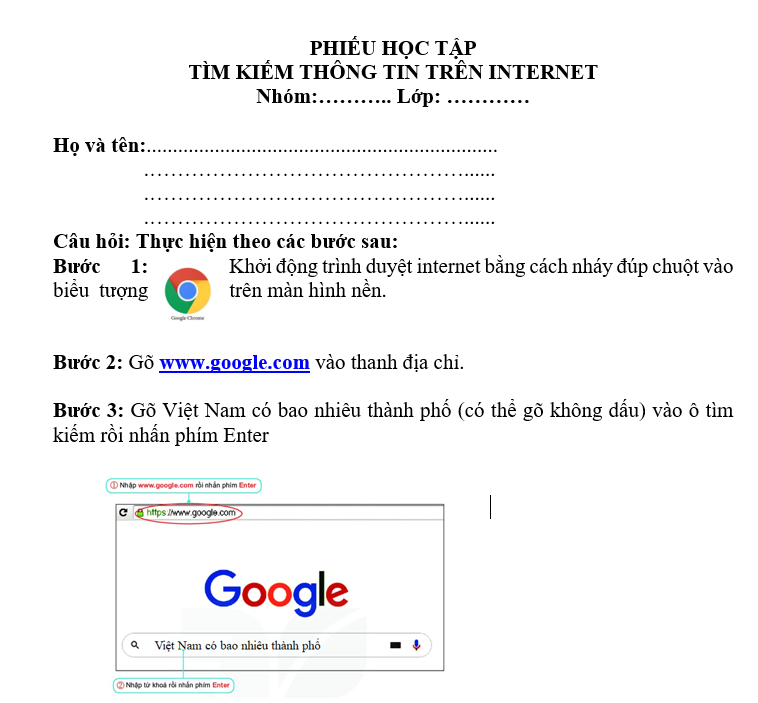 PHIẾU HỌC TẬP
TÌM KIẾM THÔNG TIN TRÊN INTERNET
Nhóm:……….. Lớp: …………
Họ và tên:...................................................................
…………………………………………......
…………………………………………......
…………………………………………......
Câu hỏi: Thực hiện theo các bước sau:
Bước 1: Khởi động trình duyệt internet bằng cách nháy đúp chuột vào
biểu tượng Google Chrome trên màn hình nền.
Bước 2: Gõ www.google.com vào thanh địa chỉ.
Bước 3: Gõ Việt Nam có bao nhiêu thành phố (có thể gõ không dấu) vào ô tìm
kiếm rồi nhấn phím Enter
① Nhập www.google.com rồi nhấn phím Enter
https://www.google.com
Google
Việt Nam có bao nhiêu thành phố
② Nhập từ khoá rồi nhấn phím Enter